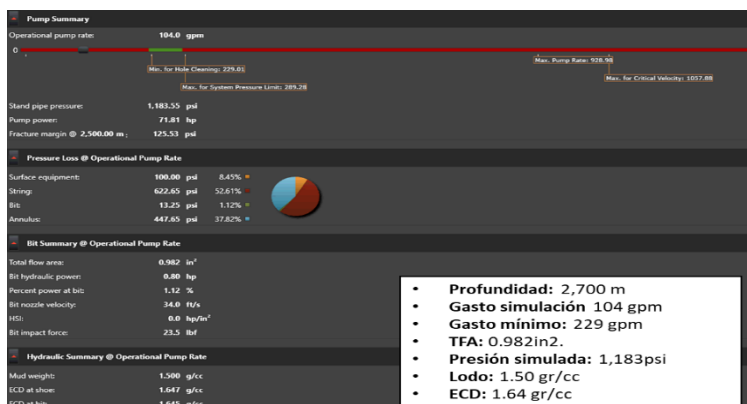 Pump Summary
Operational pump rate: 104.0 gpm
0
Max. Pump Rate: 928.98
Min. for Hole Cleaning: 229.01
Max. for Critical Velocity: 1057.88
Max. for System Pressure Limit: 289.28
Stand pipe pressure: 1,183.55 psi
Pump power: 71.81 hp
Fracture margin @ 2,500.00 m : 125.53 psi
Pressure Loss @ Operational Pump Rate
Surface equipment: 100.00 psi 8.45%
String: 622.65 psi 52.61%
Bit: 13.25 psi 1.12%
Annulus: 447.65 psi 37.82%
Bit Summary @ Operational Pump Rate
Total flow area: 0.982 in²
Bit hydraulic power: 0.80 hp
Percent power at bit: 1.12 %
Bit nozzle velocity: 34.0 ft/s
HSI: 0.0 hp/in²
Bit impact force: 23.5 lbf
Hydraulic Summary @ Operational Pump Rate
Mud weight: 1.500 g/cc
ECD at shoe: 1.647 g/cc
ECD at bit: 1.645 g/cc
• Profundidad: 2,700 m
• Gasto simulación 104 gpm
• Gasto mínimo: 229 gpm
• TFA: 0.982in2.
• Presión simulada: 1,183psi
• Lodo: 1.50 gr/cc
• ECD: 1.64 gr/cc